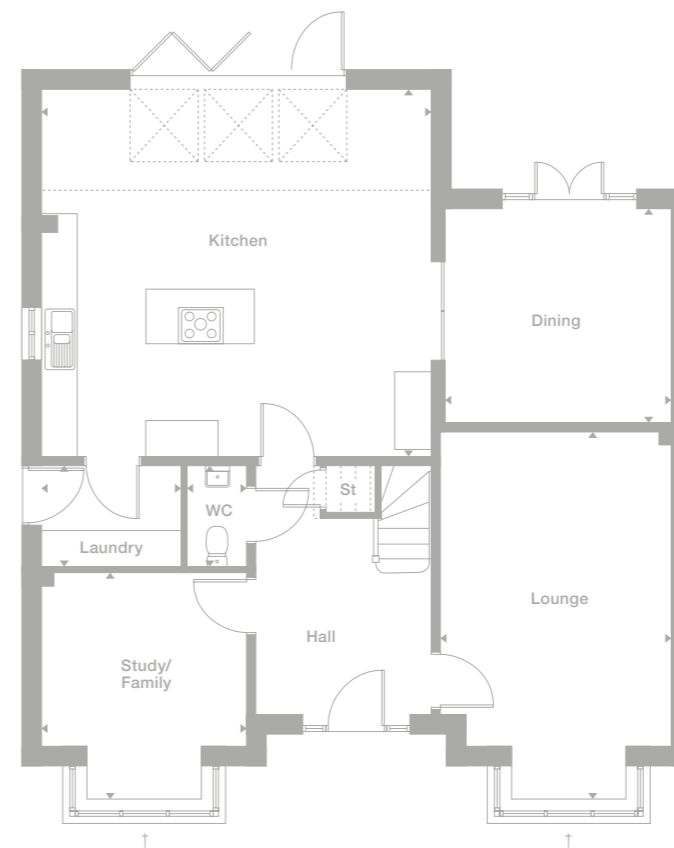 Kitchen
Dining
St
WC
Laundry
Lounge
Hall
Study/
Family
†
†